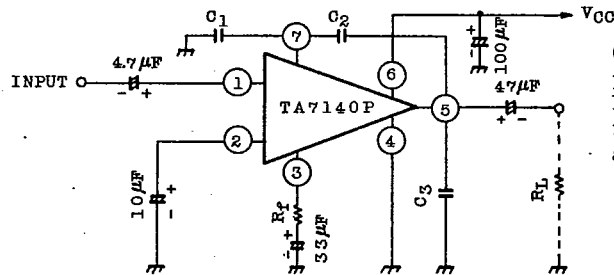 C1
C2
VCC
4.7μF
7
100μF
INPUT
1
6
47μF
TA7140P
5
2
4
3
10μF
Rf
33μF
C3
RL